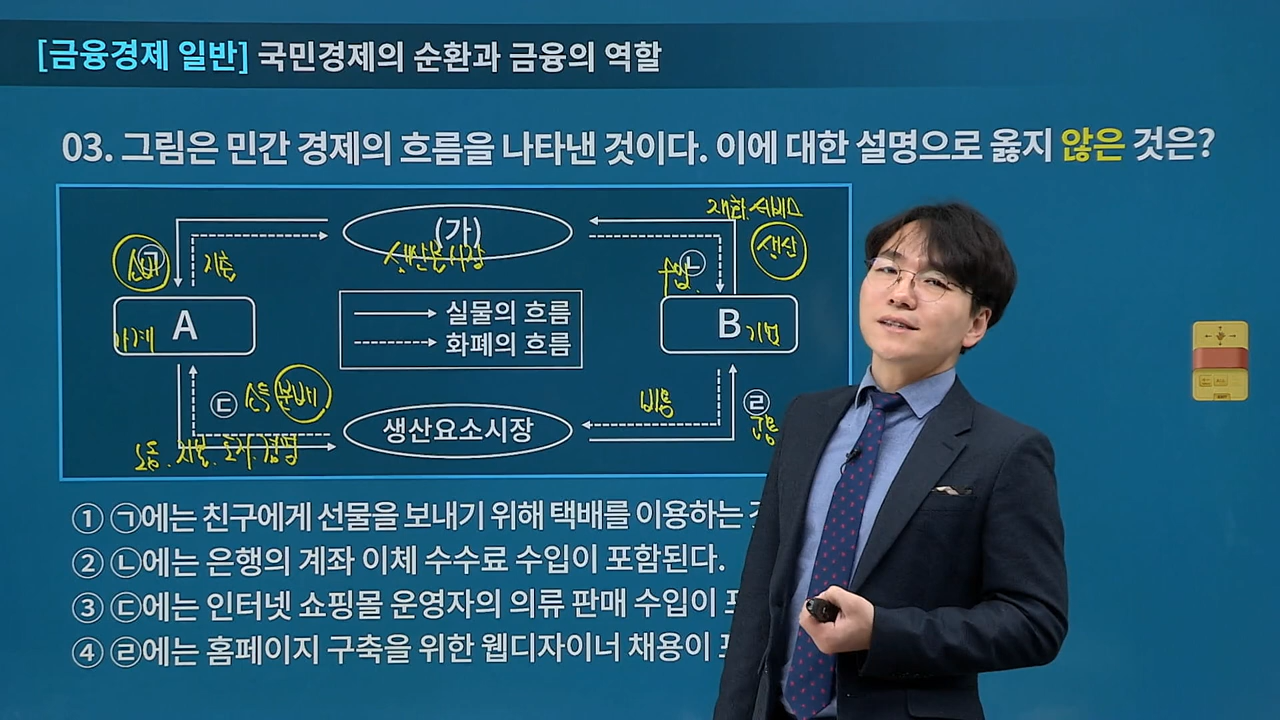 [금융경제 일반] 국민경제의 순환과 금융의 역할
03. 그림은 민간 경제의 흐름을 나타낸 것이다. 이에 대한 설명으로 옳지 않은 것은?
재화.서비스
(가)
생산물시장
생산
소비 ㉠
지출
수입 ㉡
A
가계
실물의 흐름
화폐의 흐름
B
기업
㉢ 소득 분배
비용
㉣
생산요소시장
노동.자본.토지.경영
고용
① ㉠에는 친구에게 선물을 보내기 위해 택배를 이용하는
② ㉡에는 은행의 계좌 이체 수수료 수입이 포함된다.
③ ㉢에는 인터넷 쇼핑몰 운영자의 의류 판매 수입이
④ ㉣에는 홈페이지 구축을 위한 웹디자이너 채용이